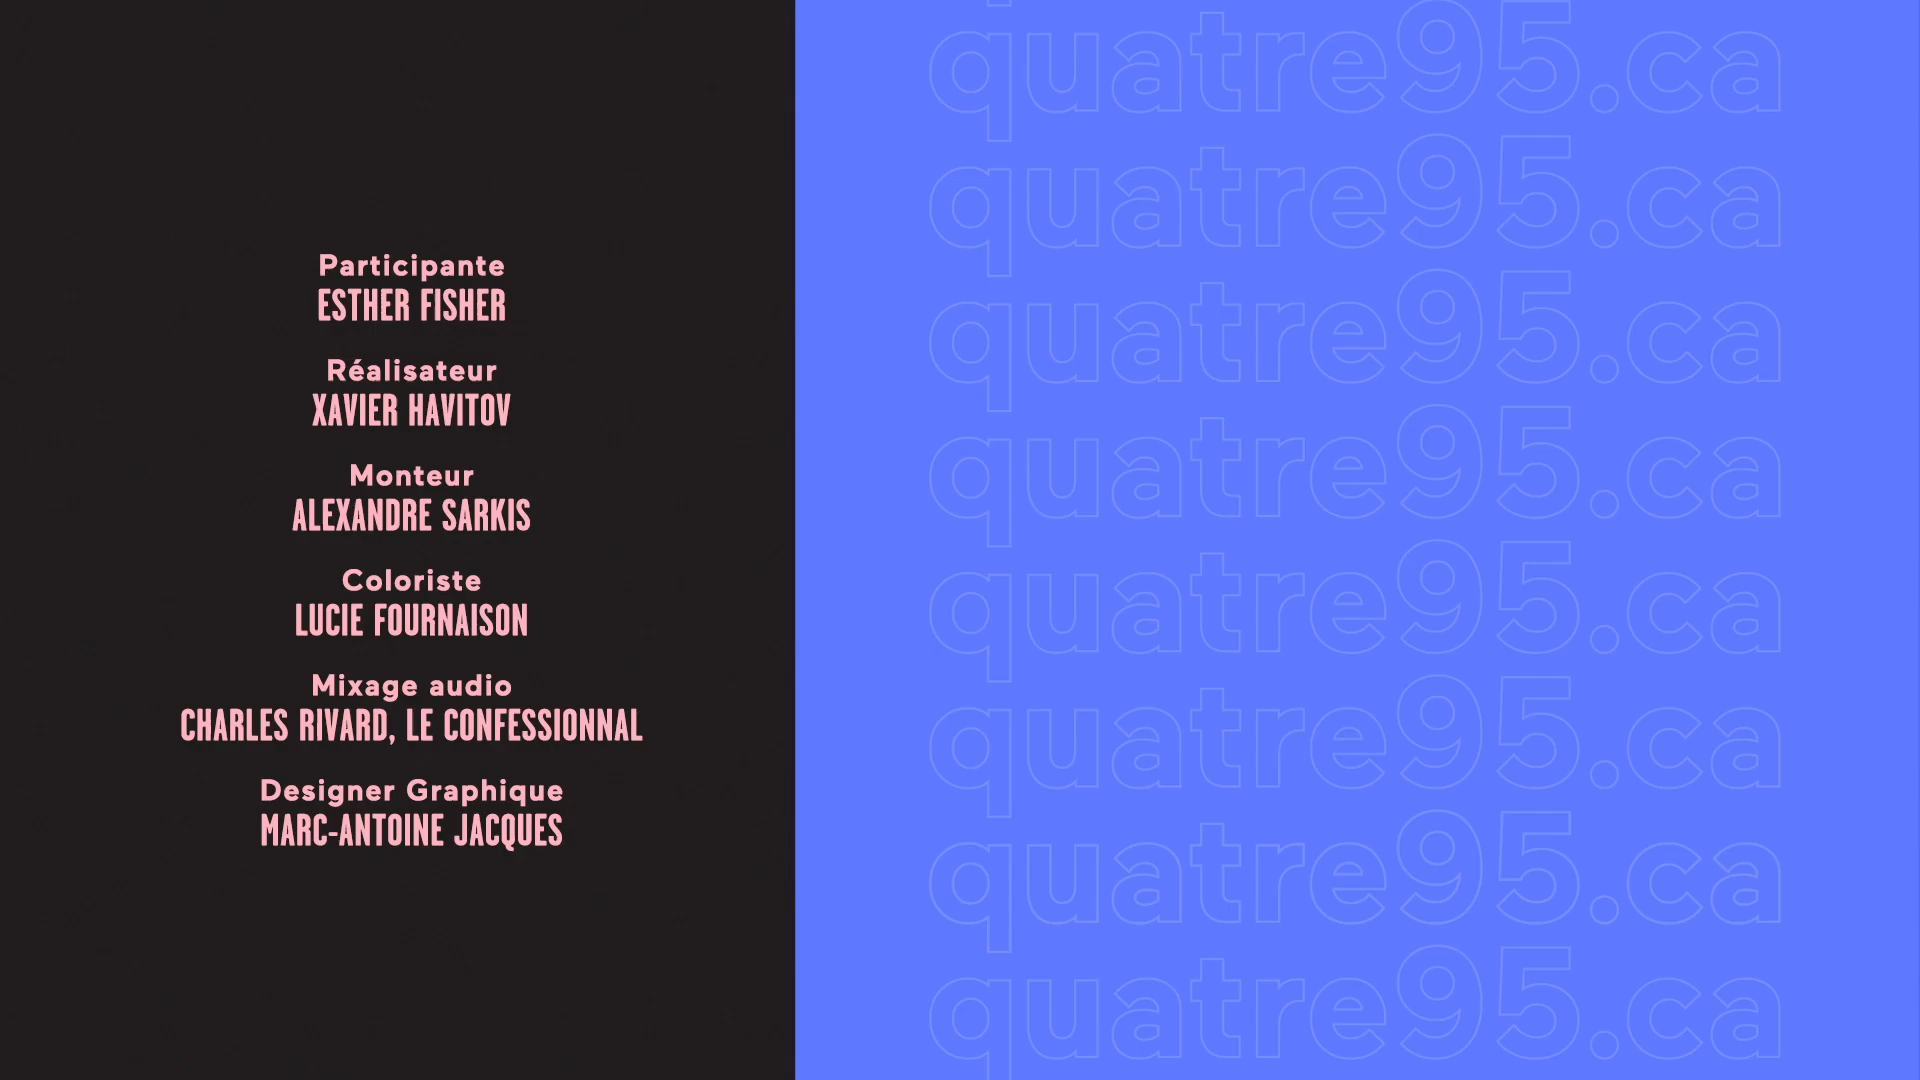 Participante
ESTHER FISHER
Réalisateur
XAVIER HAVITOV
Monteur
ALEXANDRE SARKIS
Coloriste
LUCIE FOURNAISON
Mixage audio
CHARLES RIVARD, LE CONFESSIONNAL
Designer Graphique
MARC-ANTOINE JACQUES
quatre95.ca
quatre95.ca
quatre95.ca
quatre95.ca
quatre95.ca
quatre95.ca
quatre95.ca
quatre95.ca